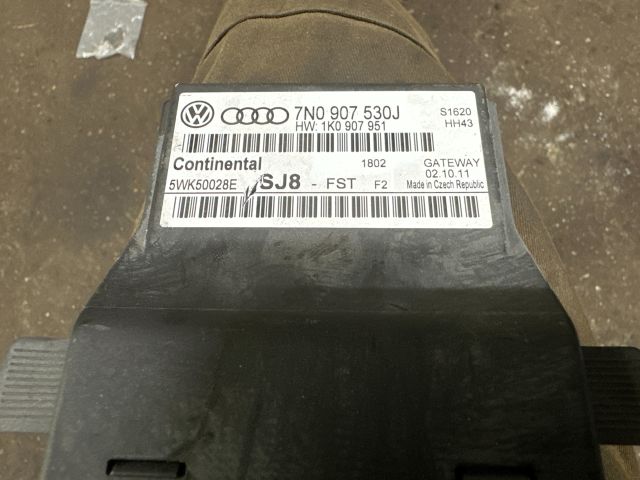 7N0 907 530J S1620
HW: 1K0 907 951 HH43
Continental 1802 GATEWAY
02.10.11
5WK50028E SJ8 - FST F2 Made in Czech Republic